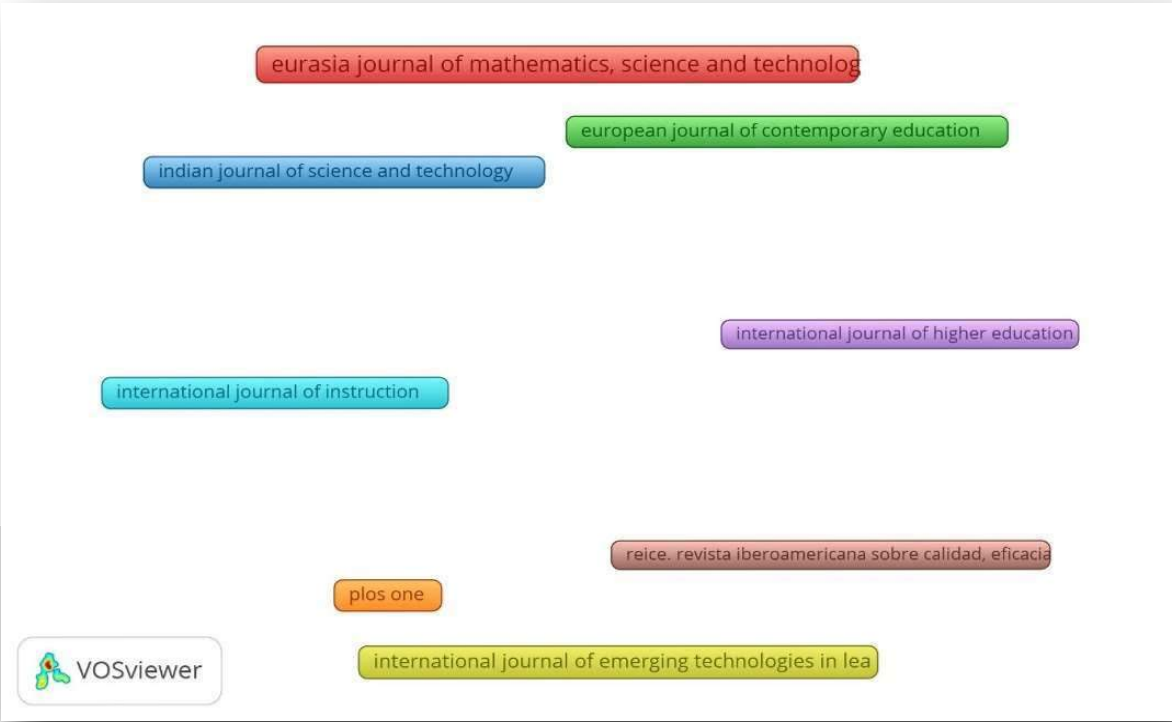 eurasia journal of mathematics, science and technolog
european journal of contemporary education
indian journal of science and technology
international journal of higher education
international journal of instruction
reice. revista iberoamericana sobre calidad, eficacia
plos one
international journal of emerging technologies in lea
VOSviewer